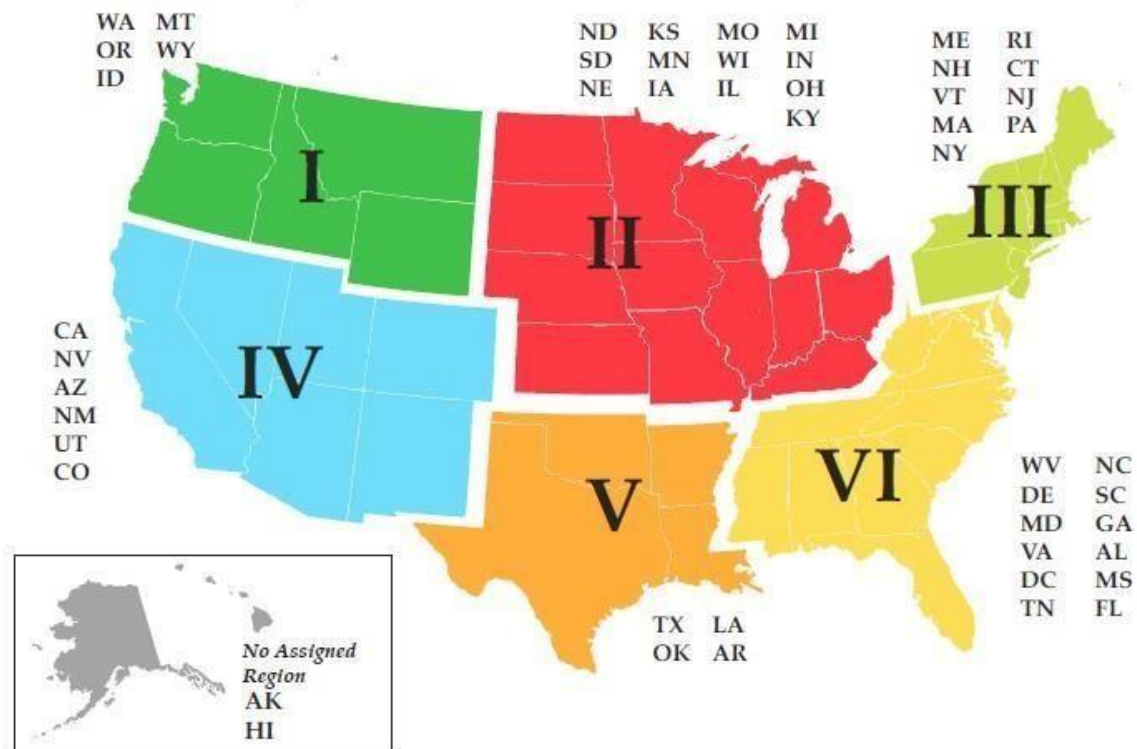 WA MT
OR WY
ID
ND KS MO MI
SD MN WI IN
NE IA IL OH
KY
ME RI
NH CT
VT NJ
MA PA
NY
I
II
III
IV
V
VI
CA
NV
AZ
NM
UT
CO
WV NC
DE SC
MD GA
VA AL
DC MS
TN FL
TX LA
OK AR
No Assigned
Region
AK
HI